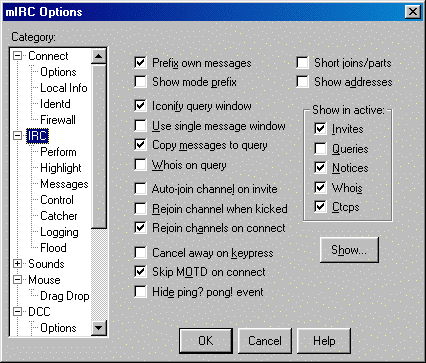 mIRC Options
Category:
Connect
Options
Local Info
Identd
Firewall
IRC
Perform
Highlight
Messages
Control
Catcher
Logging
Flood
Sounds
Mouse
Drag Drop
DCC
Options
Prefix own messages
Show mode prefix
Iconify query window
Use single message window
Copy messages to query
Whois on query
Auto-join channel on invite
Rejoin channel when kicked
Rejoin channels on connect
Cancel away on keypress
Skip MOTD on connect
Hide ping? pong! event
Short joins/parts
Show addresses
Show in active:
Invites
Queries
Notices
Whois
Ctcps
Show...
OK
Cancel
Help